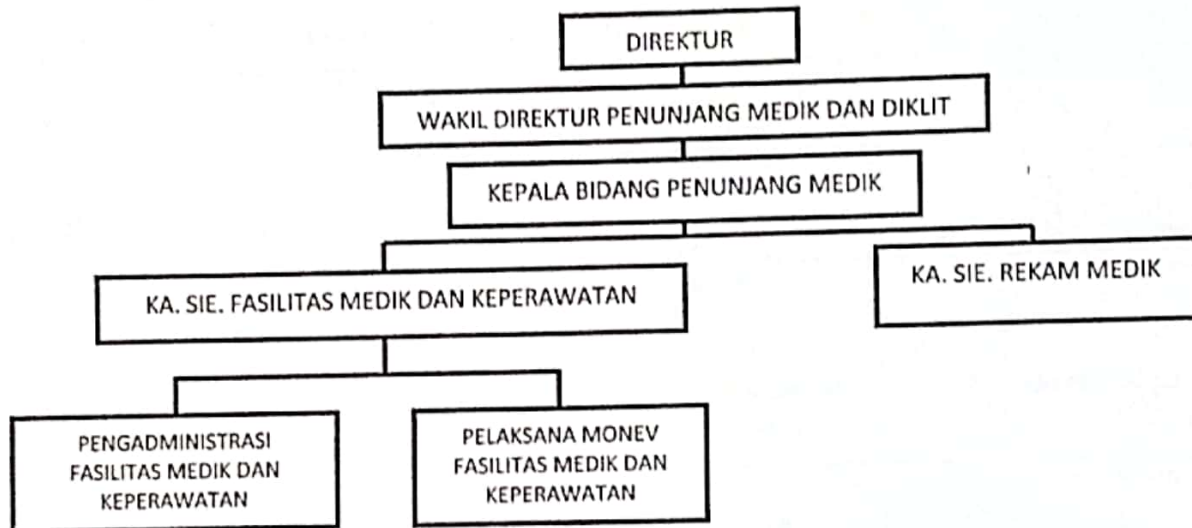 DIREKTUR
WAKIL DIREKTUR PENUNJANG MEDIK DAN DIKLIT
KEPALA BIDANG PENUNJANG MEDIK
KA. SIE. FASILITAS MEDIK DAN KEPERAWATAN
KA. SIE. REKAM MEDIK
PENGADMINISTRASI
FASILITAS MEDIK DAN
KEPERAWATAN
PELAKSANA MONEV
FASILITAS MEDIK DAN
KEPERAWATAN